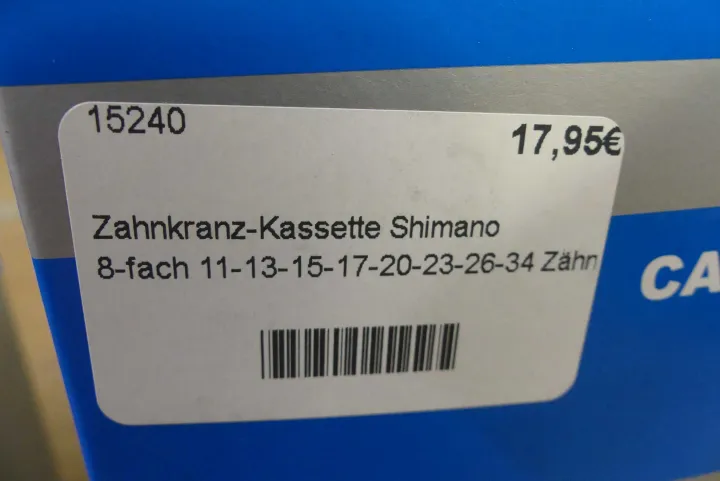 15240
17,95€
Zahnkranz-Kassette Shimano
8-fach 11-13-15-17-20-23-26-34 Zähn
CA